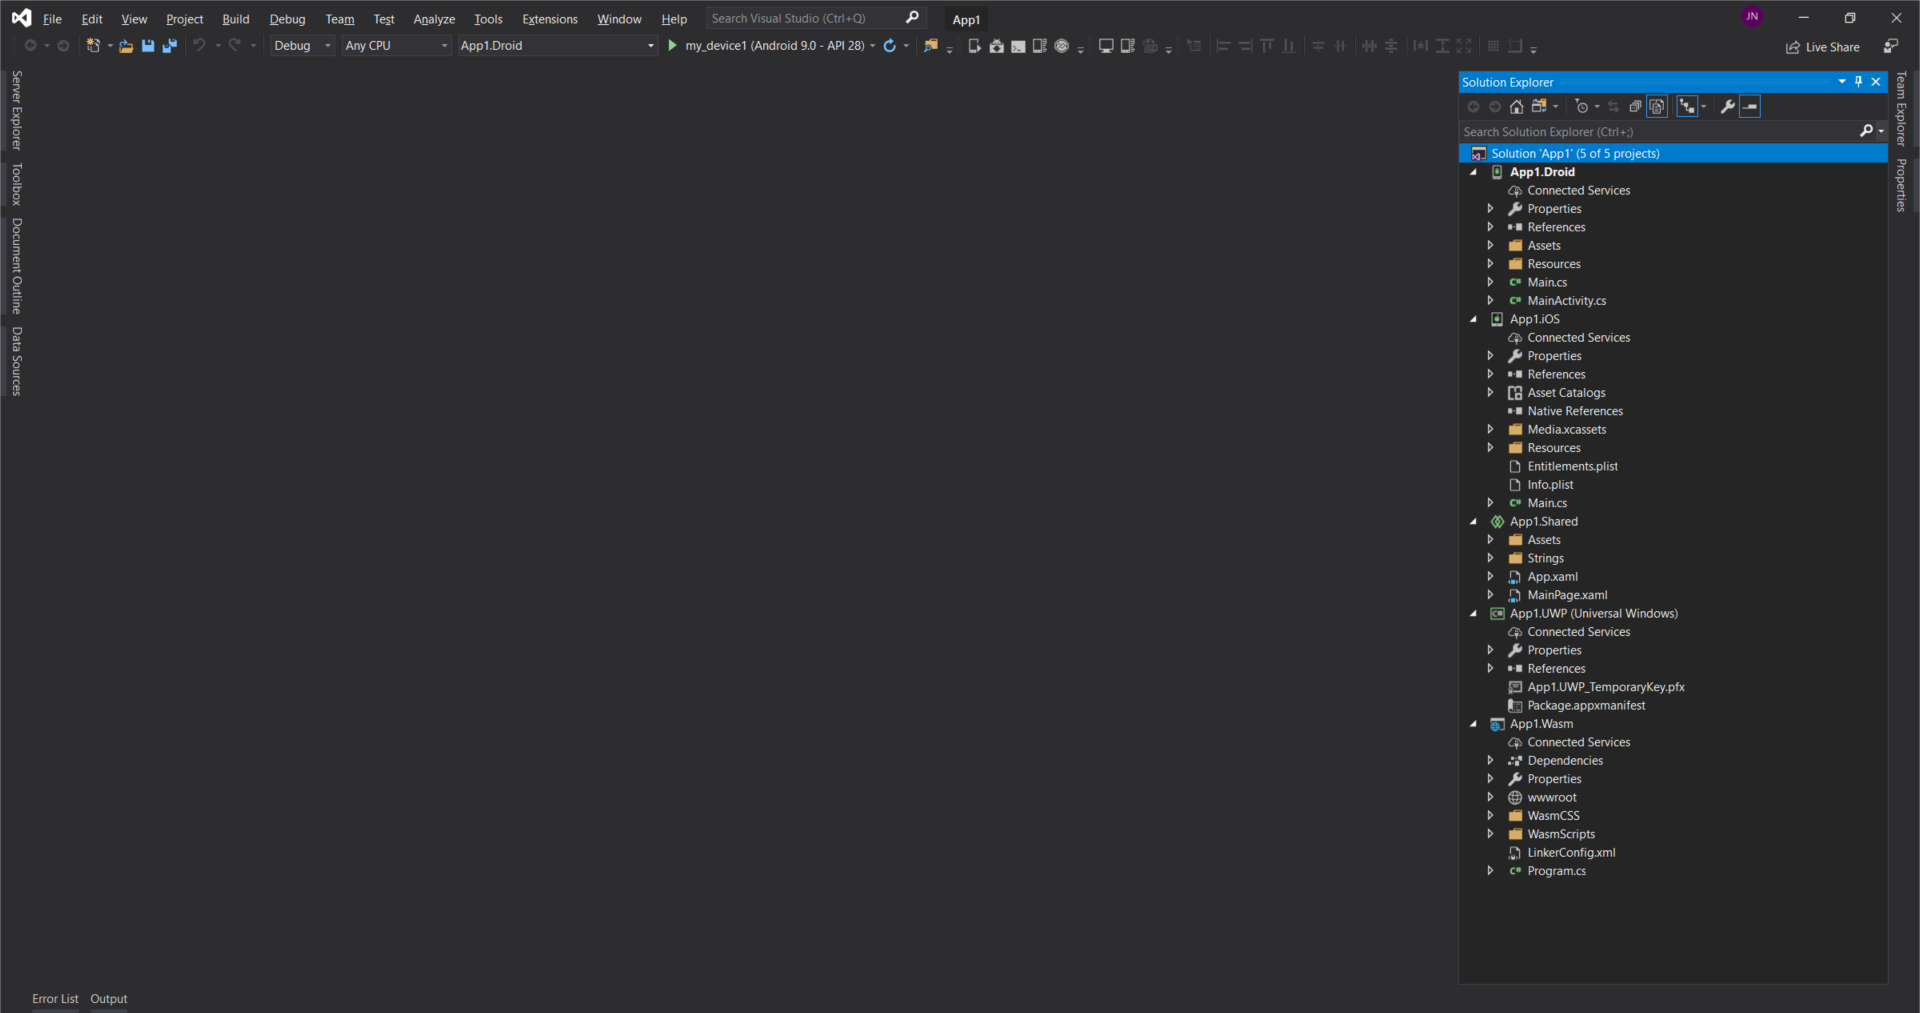 File Edit View Project Build Debug Team Test Analyze Tools Extensions Window Help Search Visual Studio (Ctrl+Q) App1 JN
Debug Any CPU App1.Droid my_device1 (Android 9.0 - API 28) Live Share
Server Explorer
Toolbox
Document Outline
Data Sources
Solution Explorer
Search Solution Explorer (Ctrl+;)
Solution 'App1' (5 of 5 projects)
App1.Droid
Connected Services
Properties
References
Assets
Resources
C# Main.cs
C# MainActivity.cs
App1.iOS
Connected Services
Properties
References
Asset Catalogs
Native References
Media.xcassets
Resources
Entitlements.plist
Info.plist
C# Main.cs
App1.Shared
Assets
Strings
App.xaml
MainPage.xaml
C# App1.UWP (Universal Windows)
Connected Services
Properties
References
App1.UWP_TemporaryKey.pfx
Package.appxmanifest
App1.Wasm
Connected Services
Dependencies
Properties
wwwroot
WasmCSS
WasmScripts
LinkerConfig.xml
C# Program.cs
Team Explorer
Properties
Error List Output